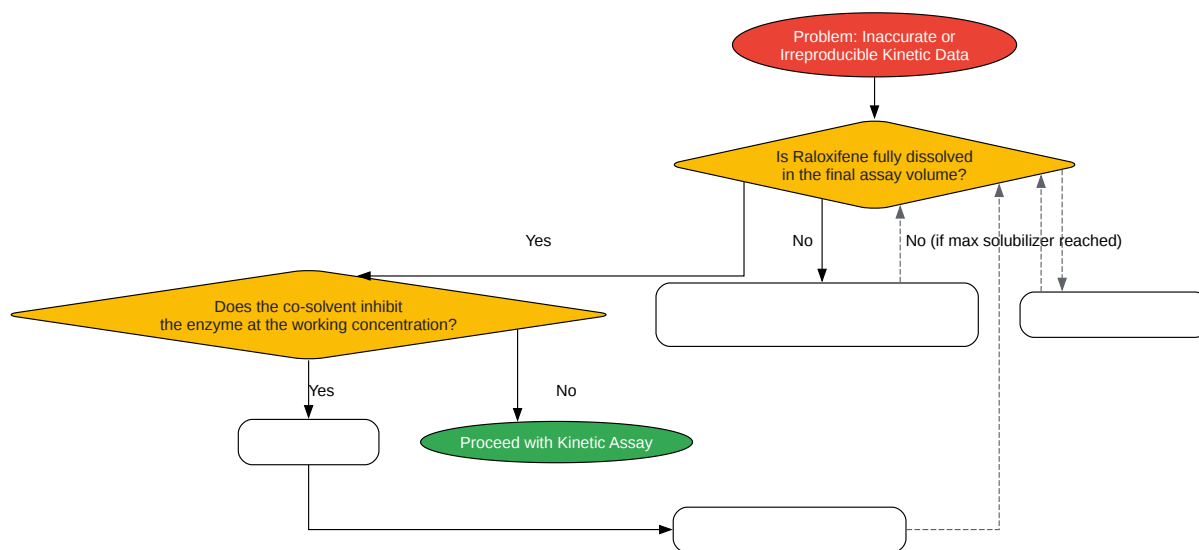 Problem: Inaccurate or
Irreproducible Kinetic Data
Is Raloxifene fully dissolved
in the final assay volume?
Yes
No
No (if max solubilizer reached)
Does the co-solvent inhibit
the enzyme at the working concentration?
Yes
No
Proceed with Kinetic Assay